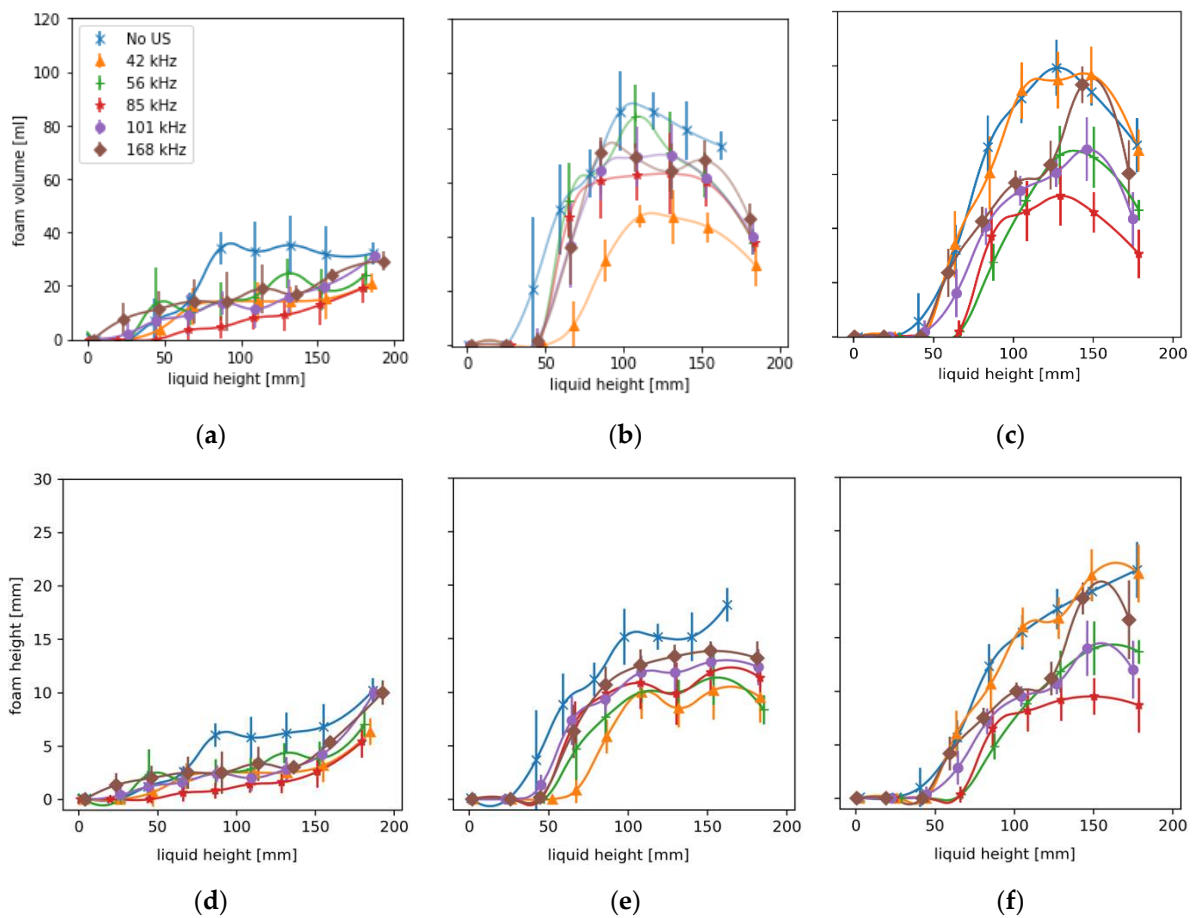 120
100
80
60
40
20
0
foam volume [ml]
No US
42 kHz
56 kHz
85 kHz
101 kHz
168 kHz
0 50 100 150 200
liquid height [mm]
0 50 100 150 200
liquid height [mm]
0 50 100 150 200
liquid height [mm]
(a) (b) (c)
30
25
20
15
10
5
0
foam height [mm]
0 50 100 150 200
liquid height [mm]
0 50 100 150 200
liquid height [mm]
0 50 100 150 200
liquid height [mm]
(d) (e) (f)